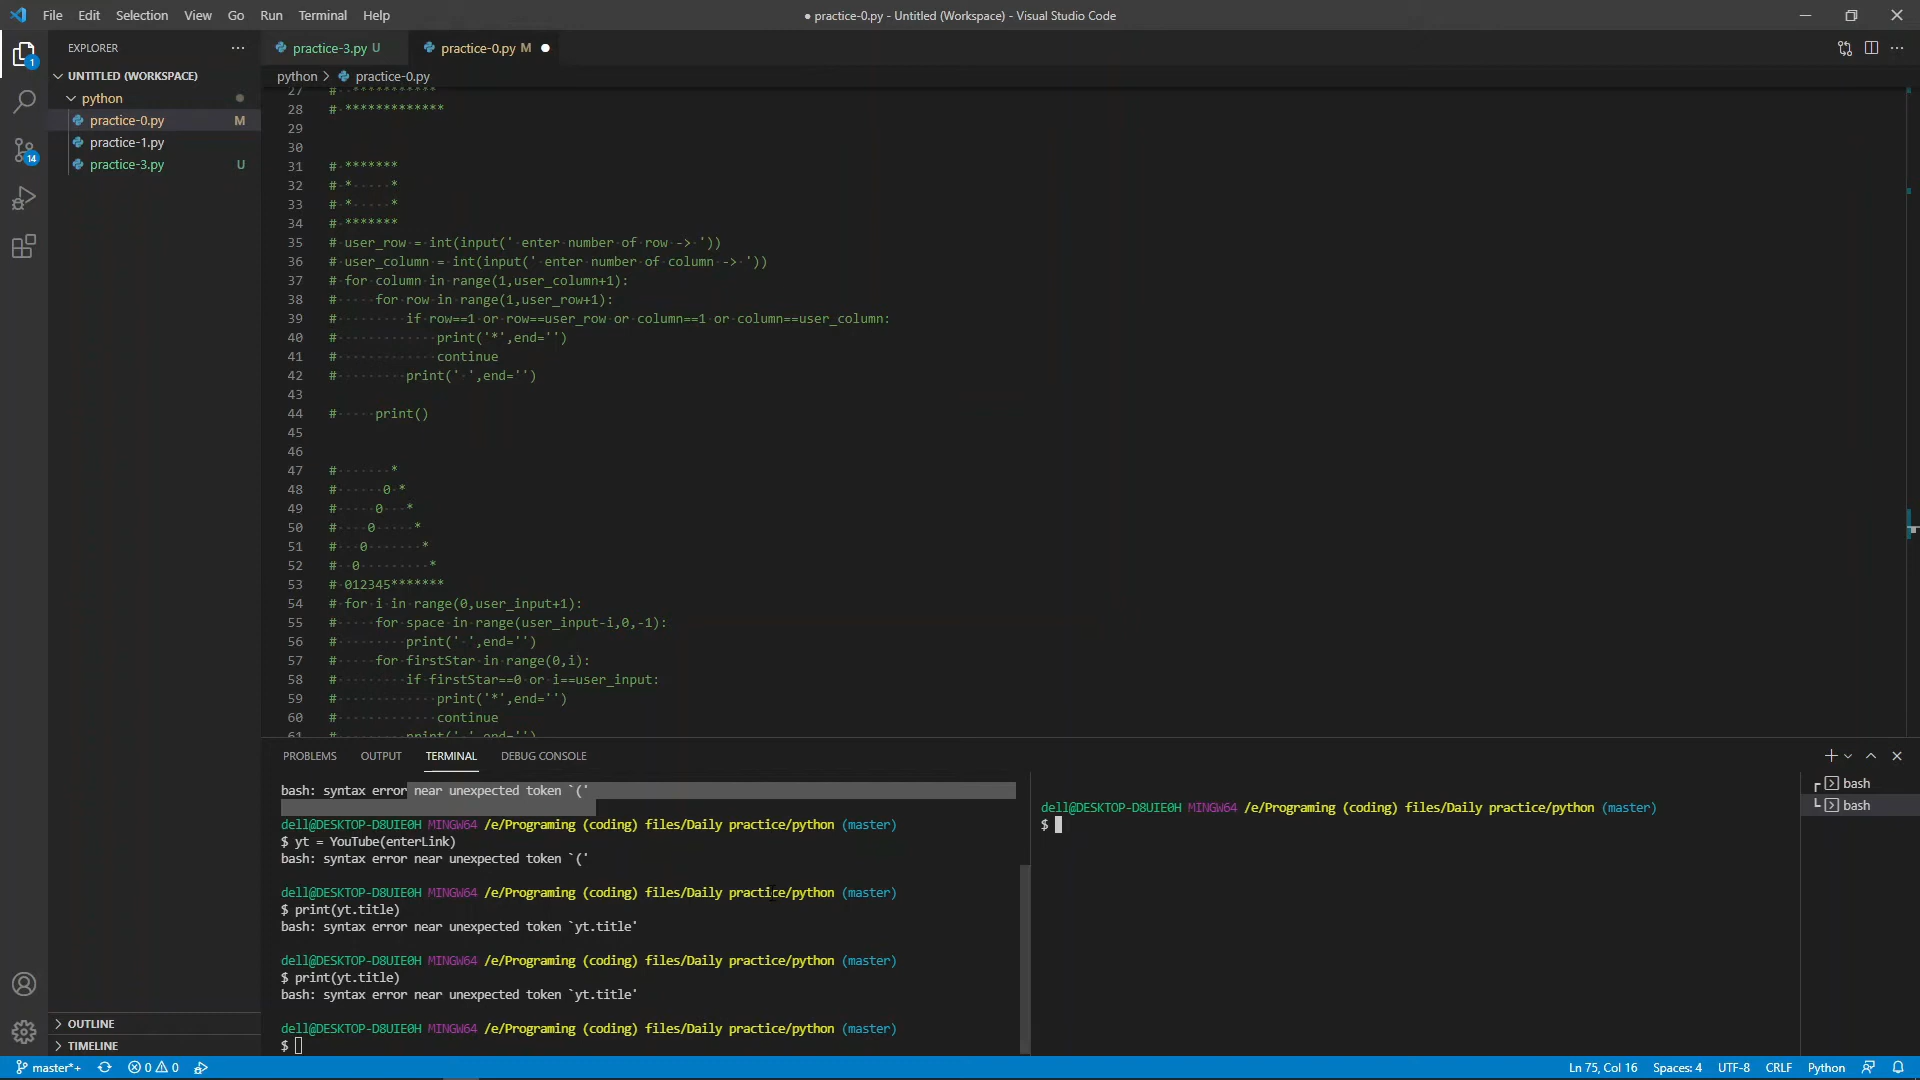 File Edit Selection View Go Run Terminal Help
● practice-0.py - Untitled (Workspace) - Visual Studio Code
EXPLORER
UNTITLED (WORKSPACE)
python
practice-0.py M
practice-1.py
practice-3.py U
OUTLINE
TIMELINE
1
14
practice-3.py U
practice-0.py M
python > practice-0.py
27 # ***********
28 # *************
29
30
31 # *******
32 # *     *
33 # *     *
34 # *******
35 # user_row = int(input(' enter number of row -> '))
36 # user_column = int(input(' enter number of column -> '))
37 # for column in range(1,user_column+1):
38 #     for row in range(1,user_row+1):
39 #         if row==1 or row==user_row or column==1 or column==user_column:
40 #             print('*',end='')
41 #             continue
42 #         print(' ',end='')
43
44 #     print()
45
46
47 #       *
48 #      0 *
49 #     0   *
50 #    0     *
51 #   0       *
52 #  0         *
53 # 012345*******
54 # for i in range(0,user_input+1):
55 #     for space in range(user_input-i,0,-1):
56 #         print(' ',end='')
57 #     for firstStar in range(0,i):
58 #         if firstStar==0 or i==user_input:
59 #             print('*',end='')
60 #             continue
61 #         print(' ',end='')
PROBLEMS OUTPUT TERMINAL DEBUG CONSOLE
bash: syntax error near unexpected token `('
dell@DESKTOP-D8UIE0H MINGW64 /e/Programing (coding) files/Daily practice/python (master)
$ yt = YouTube(enterLink)
bash: syntax error near unexpected token `('
dell@DESKTOP-D8UIE0H MINGW64 /e/Programing (coding) files/Daily practice/python (master)
$ print(yt.title)
bash: syntax error near unexpected token `yt.title'
dell@DESKTOP-D8UIE0H MINGW64 /e/Programing (coding) files/Daily practice/python (master)
$ print(yt.title)
bash: syntax error near unexpected token `yt.title'
dell@DESKTOP-D8UIE0H MINGW64 /e/Programing (coding) files/Daily practice/python (master)
$
dell@DESKTOP-D8UIE0H MINGW64 /e/Programing (coding) files/Daily practice/python (master)
$
bash
bash
master*+ 0 0 Ln 75, Col 16 Spaces: 4 UTF-8 CRLF Python